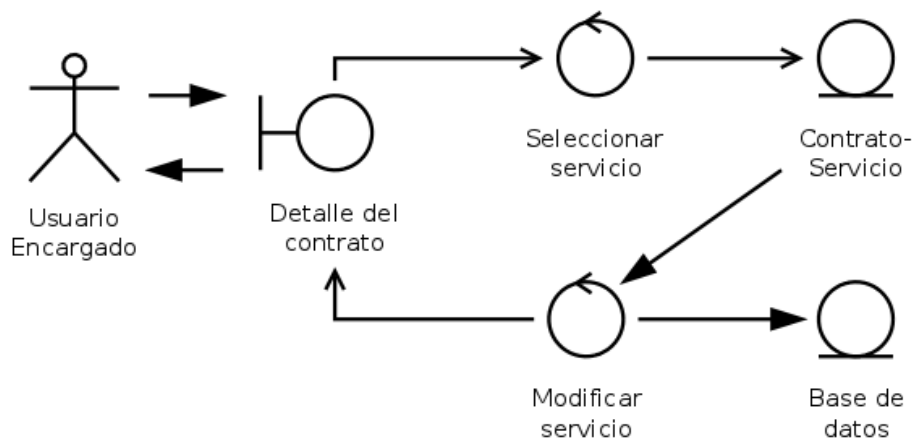 Seleccionar
servicio
Contrato-
Servicio
Usuario
Encargado
Detalle del
contrato
Modificar
servicio
Base de
datos